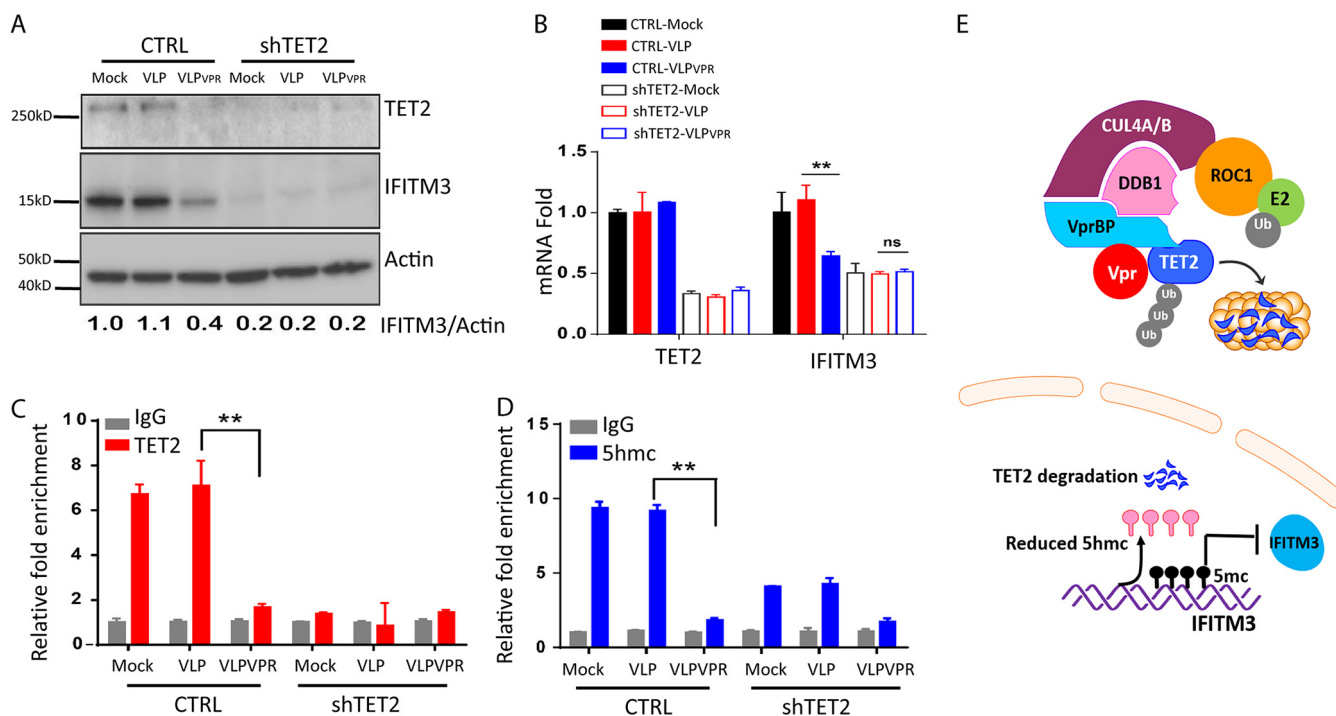 A
CTRL shTET2
Mock VLP VLPVPR Mock VLP VLPVPR
250kD
TET2
15kD
IFITM3
50kD
40kD
Actin
1.0 1.1 0.4 0.2 0.2 0.2 IFITM3/Actin
B
CTRL-Mock
CTRL-VLP
CTRL-VLPVPR
shTET2-Mock
shTET2-VLP
shTET2-VLPVPR
mRNA Fold
1.5
1.0
0.5
0.0
**
ns
TET2 IFITM3
C
Relative fold enrichment
10
8
6
4
2
0
IgG
TET2
**
Mock VLP VLPVPR Mock VLP VLPVPR
CTRL shTET2
D
Relative fold enrichment
15
10
5
0
IgG
5hmc
**
Mock VLP VLPVPR Mock VLP VLPVPR
CTRL shTET2
E
CUL4A/B
DDB1
ROC1
E2
Ub
VprBP
Vpr
TET2
Ub
Ub
Ub
TET2 degradation
Reduced 5hmc
5mc
IFITM3
IFITM3